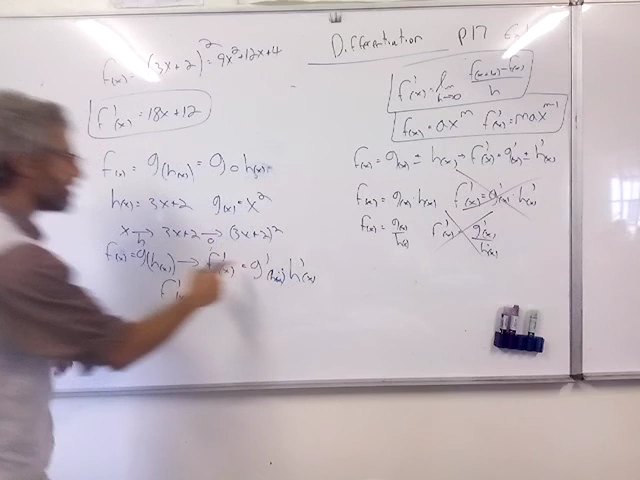 Differentiation P17
f(x) = (3x+2)² = 9x²+12x+4
f'(x) = 18x+12
f(x) = g(h(x)) = g∘h(x)
h(x) = 3x+2 g(x) = x²
x → 3x+2 → (3x+2)²
h g
f(x) = g(h(x)) → f'(x) = g'(h(x)) h'(x)
f'(x)
f'(x) = lim h→0 f(x+h) - f(x) / h
f(x) = ax^m f'(x) = max^m-1
f(x) = g(x) ± h(x) → f'(x) = g'(x) ± h'(x)
f(x) = g(x) · h(x) f'(x) = g'(x) · h'(x)
f(x) = g(x) / h(x) f'(x) = g'(x) / h'(x)